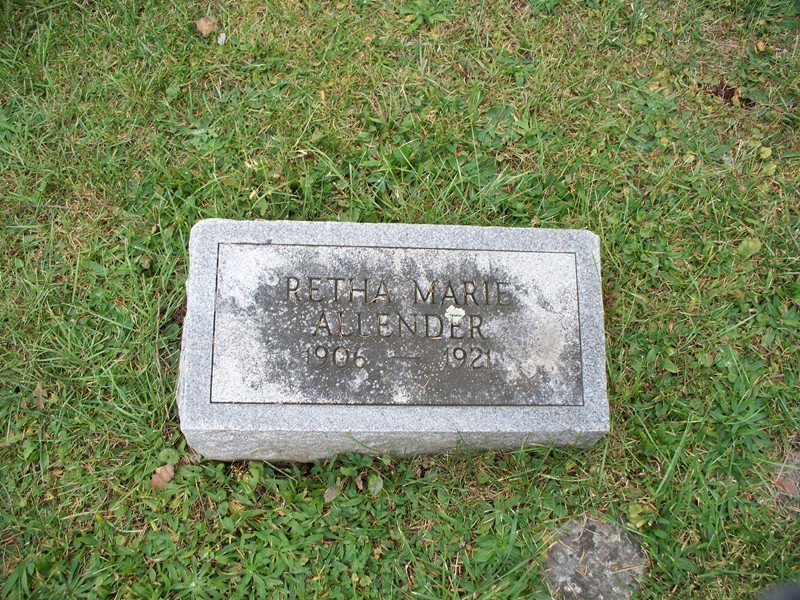 RETHA MARIE
ALLENDER
1906 — 1921